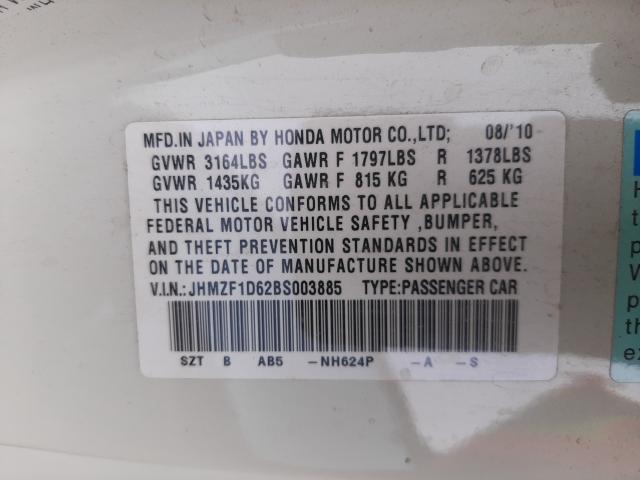 MFD.IN JAPAN BY HONDA MOTOR CO.,LTD; 08/'10
GVWR 3164LBS GAWR F 1797LBS R 1378LBS
GVWR 1435KG GAWR F 815 KG R 625 KG
THIS VEHICLE CONFORMS TO ALL APPLICABLE
FEDERAL MOTOR VEHICLE SAFETY ,BUMPER,
AND THEFT PREVENTION STANDARDS IN EFFECT
ON THE DATE OF MANUFACTURE SHOWN ABOVE.
V.I.N.:JHMZF1D62BS003885 TYPE:PASSENGER CAR
SZT B AB5 -NH624P -A -S